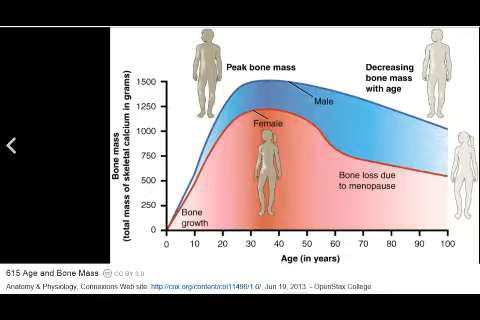 Peak bone mass
Decreasing
bone mass
with age
Male
Female
Bone loss due
to menopause
Bone
growth
Bone mass
(total mass of skeletal calcium in grams)
1500
1250
1000
750
500
250
0
0 10 20 30 40 50 60 70 80 90 100
Age (in years)
615 Age and Bone Mass CC BY 3.0
Anatomy & Physiology, Connexions Web site. http://cnx.org/content/col11496/1.6/, Jun 19, 2013. - OpenStax College